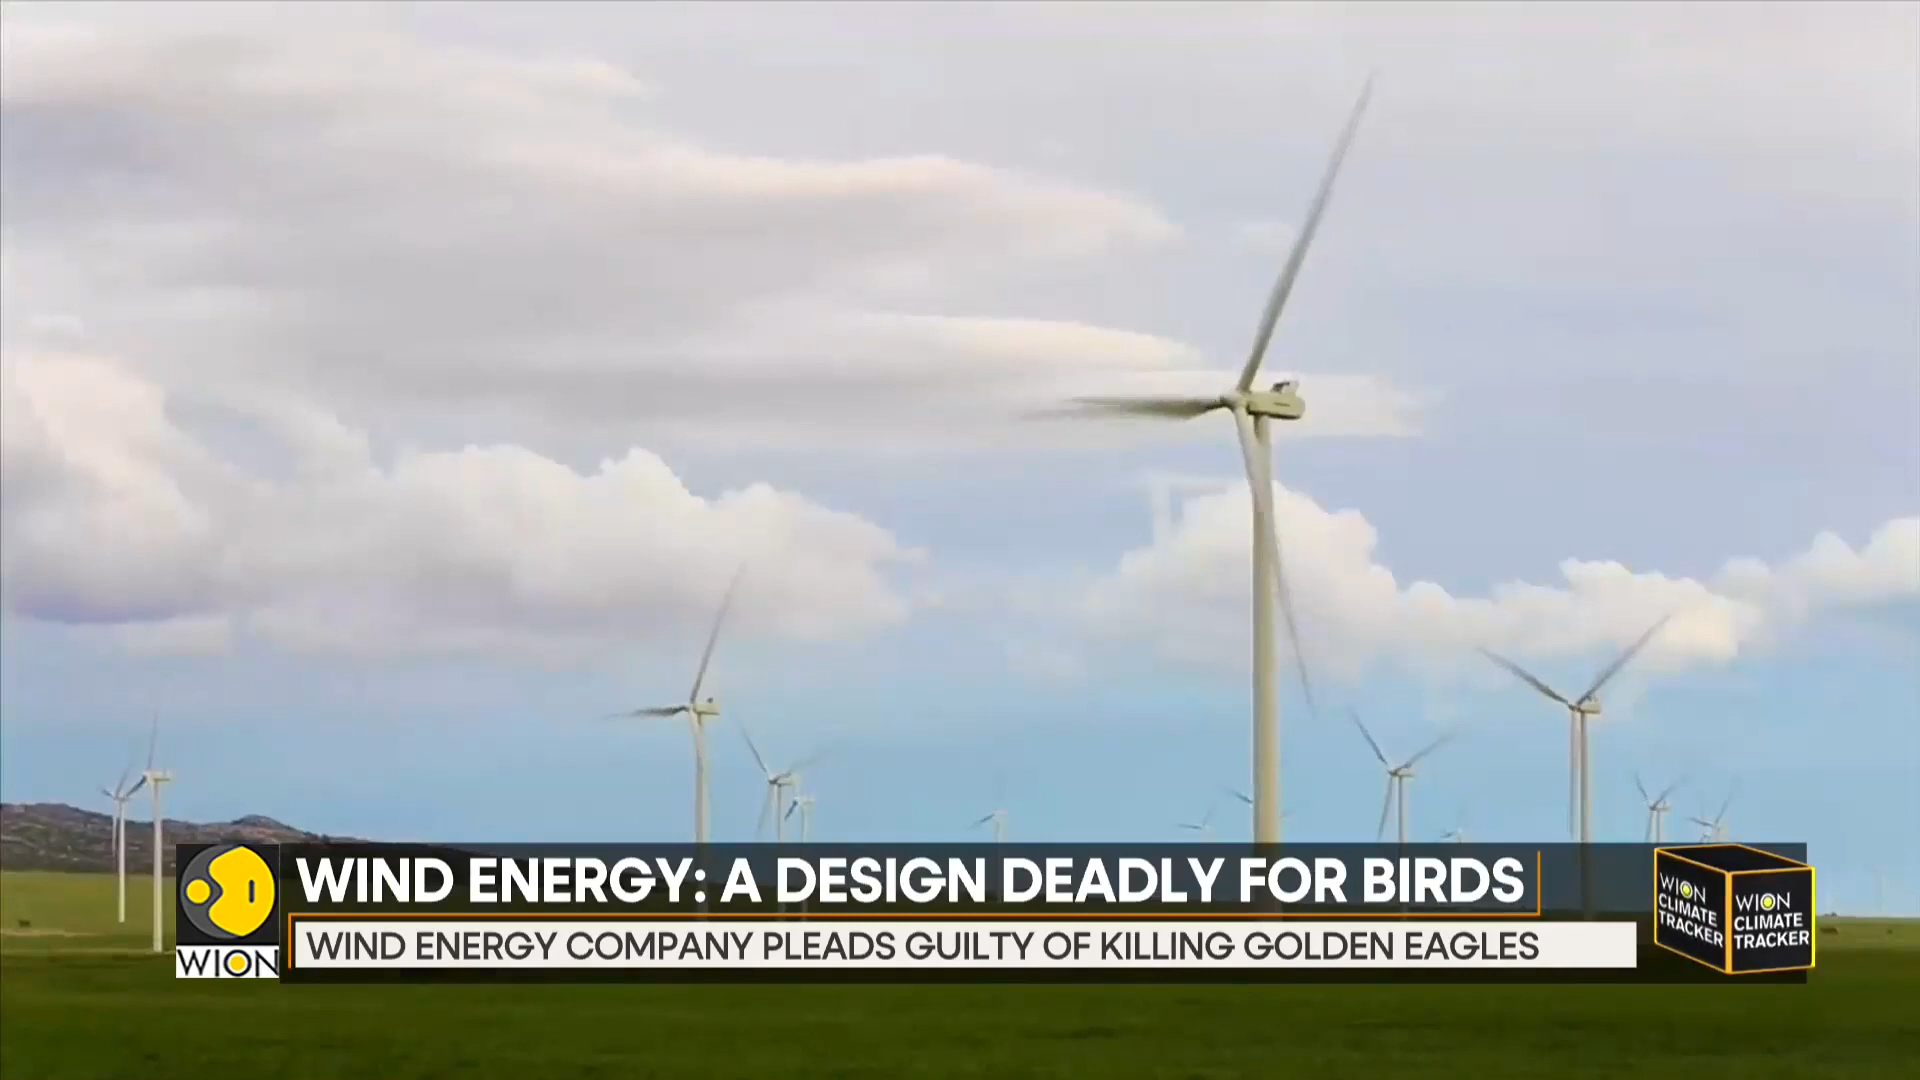 WIND ENERGY: A DESIGN DEADLY FOR BIRDS
WIND ENERGY COMPANY PLEADS GUILTY OF KILLING GOLDEN EAGLES
WION
WION
CLIMATE
TRACKER
WION
CLIMATE
TRACKER